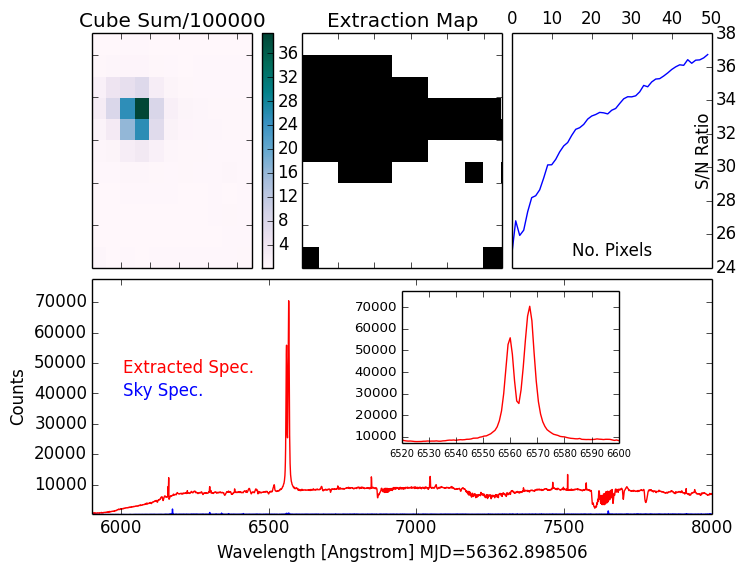 Cube Sum/100000
Extraction Map
0 10 20 30 40 50
36
32
28
24
20
16
12
8
4
38
36
34
32
30
28
26
24
S/N Ratio
No. Pixels
70000
60000
50000
40000
30000
20000
10000
Counts
Extracted Spec.
Sky Spec.
70000
60000
50000
40000
30000
20000
10000
6520 6530 6540 6550 6560 6570 6580 6590 6600
6000 6500 7000 7500 8000
Wavelength [Angstrom] MJD=56362.898506